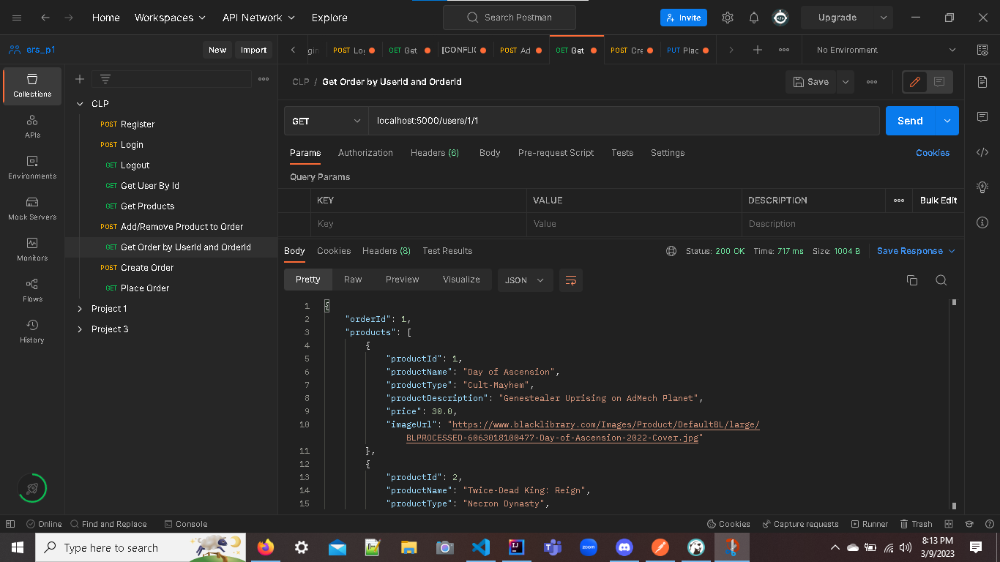 Home Workspaces API Network Explore Search Postman Invite Upgrade
ers_p1 New Import
POST GET Get [CONFLIC POST Ad GET Get POST Cre PUT Plac No Environment
CLP / Get Order by UserId and OrderId Save
GET localhost:5000/users/1/1 Send
Params Authorization Headers (6) Body Pre-request Script Tests Settings Cookies
Query Params
KEY VALUE DESCRIPTION Bulk Edit
Key Value Description
Collections
APIs
Environments
Mock Servers
Monitors
Flows
History
CLP
POST Register
POST Login
GET Logout
GET Get User By Id
GET Get Products
POST Add/Remove Product to Order
GET Get Order by UserId and OrderId
POST Create Order
GET Place Order
Project 1
Project 3
Body Cookies Headers (8) Test Results Status: 200 OK Time: 717 ms Size: 1004 B Save Response
Pretty Raw Preview Visualize JSON
1 {
2 "orderId": 1,
3 "products": [
4 {
5 "productId": 1,
6 "productName": "Day of Ascension",
7 "productType": "Cult-Mayhem",
8 "productDescription": "Genestealer Uprising on AdMech Planet",
9 "price": 30.0,
10 "imageUrl": "https://www.blacklibrary.com/Images/Product/DefaultBL/large/
BLPROCESSED-6063018100477-Day-of-Ascension-2022-Cover.jpg"
11 },
12 {
13 "productId": 2,
14 "productName": "Twice-Dead King: Reign",
15 "productType": "Necron Dynasty",
Online Find and Replace Console Cookies Capture requests Runner Trash
Type here to search zoom 8:13 PM
3/9/2023